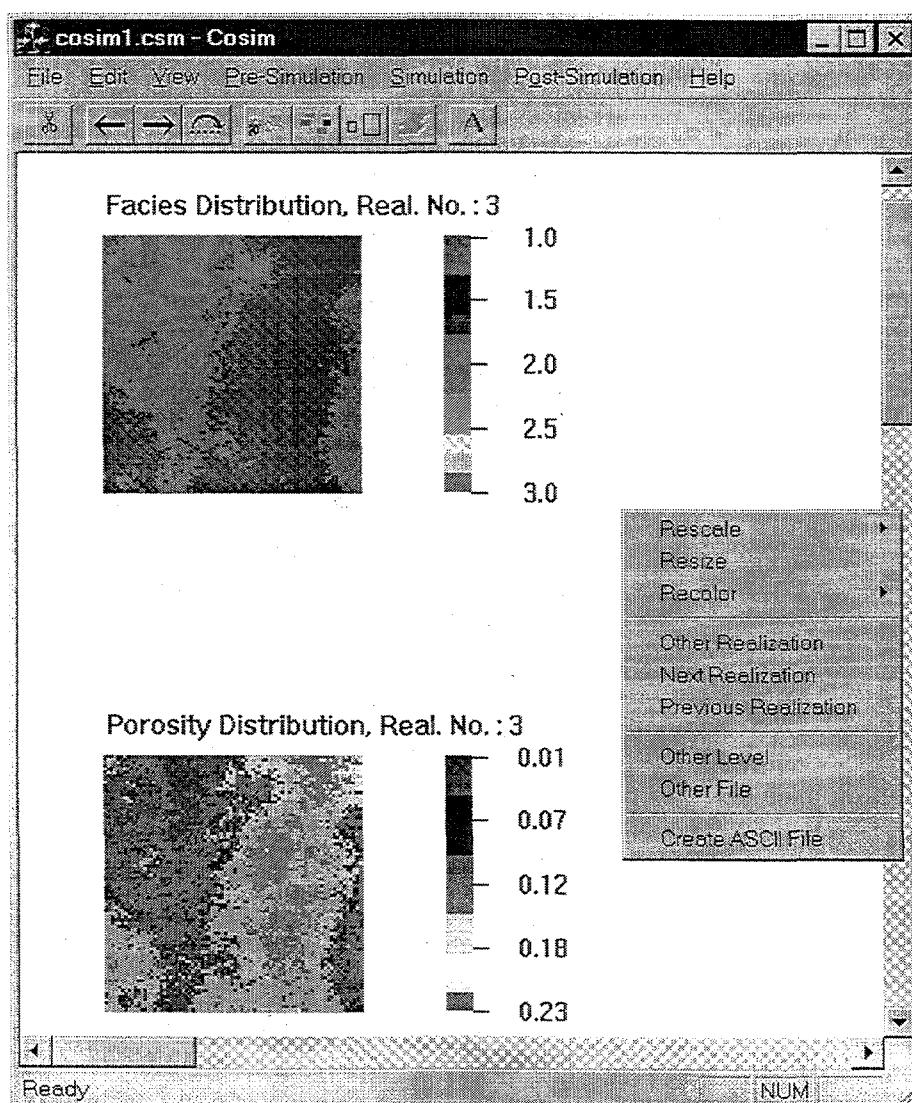 cosim1.csm - Cosim
File Edit View Pre-Simulation Simulation Post-Simulation Help
A
Facies Distribution, Real. No. : 3
1.0
1.5
2.0
2.5
3.0
Rescale
Resize
Recolor
Other Realization
Next Realization
Previous Realization
Other Level
Other File
Create ASCII File
Porosity Distribution, Real. No. : 3
0.01
0.07
0.12
0.18
0.23
Ready NUM